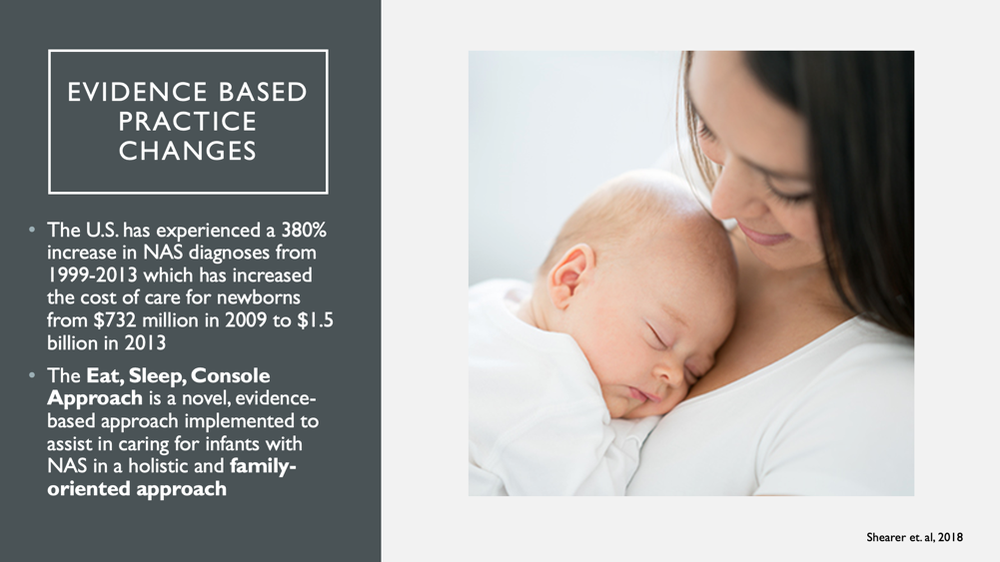 EVIDENCE BASED
PRACTICE
CHANGES
• The U.S. has experienced a 380%
increase in NAS diagnoses from
1999-2013 which has increased
the cost of care for newborns
from $732 million in 2009 to $1.5
billion in 2013
• The Eat, Sleep, Console
Approach is a novel, evidence-
based approach implemented to
assist in caring for infants with
NAS in a holistic and family-
oriented approach
Shearer et. al, 2018